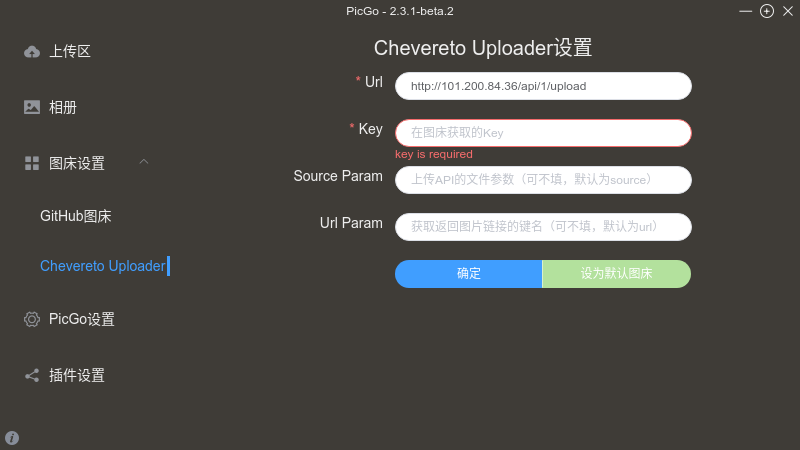 PicGo - 2.3.1-beta.2
上传区
相册
图床设置
GitHub图床
Chevereto Uploader
PicGo设置
插件设置
Chevereto Uploader设置
* Url
http://101.200.84.36/api/1/upload
* Key
在图床获取的Key
key is required
Source Param
上传API的文件参数（可不填，默认为source）
Url Param
获取返回图片链接的键名（可不填，默认为url）
确定
设为默认图床